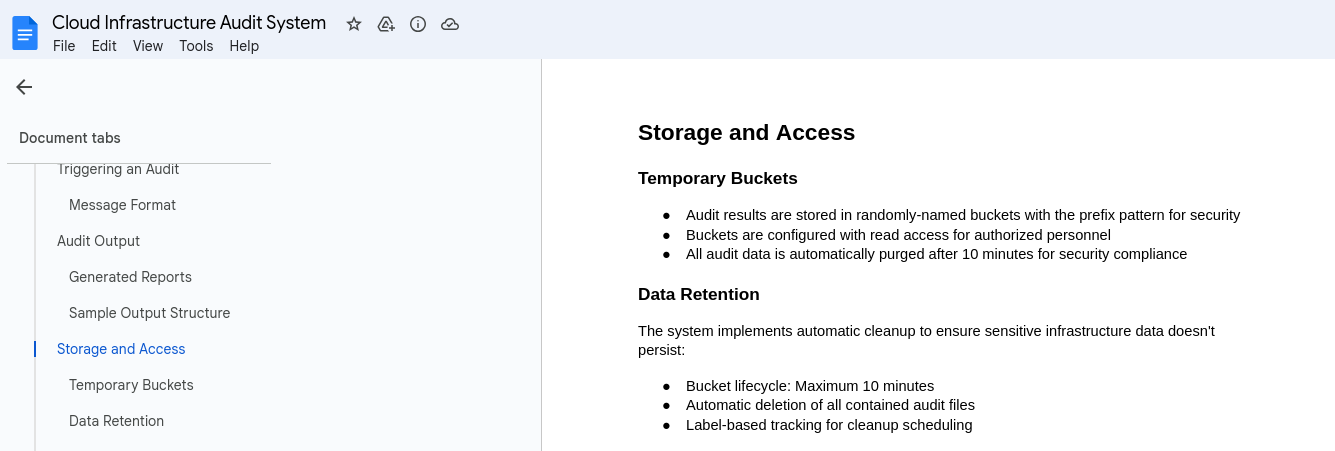 Cloud Infrastructure Audit System
File Edit View Tools Help
Document tabs
Triggering an Audit
Message Format
Audit Output
Generated Reports
Sample Output Structure
Storage and Access
Temporary Buckets
Data Retention
Storage and Access
Temporary Buckets
● Audit results are stored in randomly-named buckets with the prefix pattern for security
● Buckets are configured with read access for authorized personnel
● All audit data is automatically purged after 10 minutes for security compliance
Data Retention
The system implements automatic cleanup to ensure sensitive infrastructure data doesn't
persist:
● Bucket lifecycle: Maximum 10 minutes
● Automatic deletion of all contained audit files
● Label-based tracking for cleanup scheduling